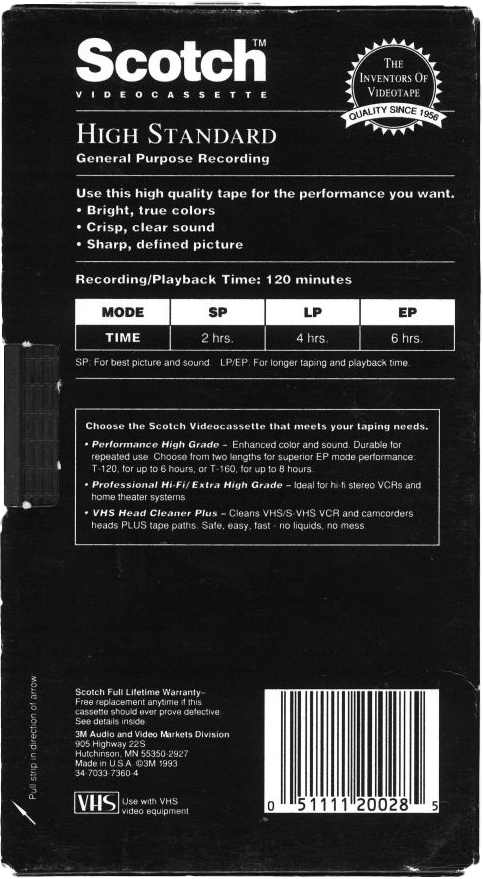 Scotch™
VIDEOCASSETTE
THE
INVENTORS OF
VIDEOTAPE
QUALITY SINCE 1956
HIGH STANDARD
General Purpose Recording
Use this high quality tape for the performance you want.
• Bright, true colors
• Crisp, clear sound
• Sharp, defined picture
Recording/Playback Time: 120 minutes
MODE SP LP EP
TIME 2 hrs. 4 hrs. 6 hrs.
SP: For best picture and sound. LP/EP: For longer taping and playback time.
Choose the Scotch Videocassette that meets your taping needs.
• Performance High Grade – Enhanced color and sound. Durable for
repeated use. Choose from two lengths for superior EP mode performance:
T-120, for up to 6 hours, or T-160, for up to 8 hours.
• Professional Hi-Fi/Extra High Grade – Ideal for hi-fi stereo VCRs and
home theater systems.
• VHS Head Cleaner Plus – Cleans VHS/S-VHS VCR and camcorders
heads PLUS tape paths. Safe, easy, fast - no liquids, no mess.
Pull strip in direction of arrow
Scotch Full Lifetime Warranty–
Free replacement anytime if this
cassette should ever prove defective.
See details inside.
3M Audio and Video Markets Division
905 Highway 22S
Hutchinson, MN 55350-2927
Made in U.S.A. ©3M 1993
34-7033-7360-4
VHS Use with VHS
video equipment
0 51111 20028 5